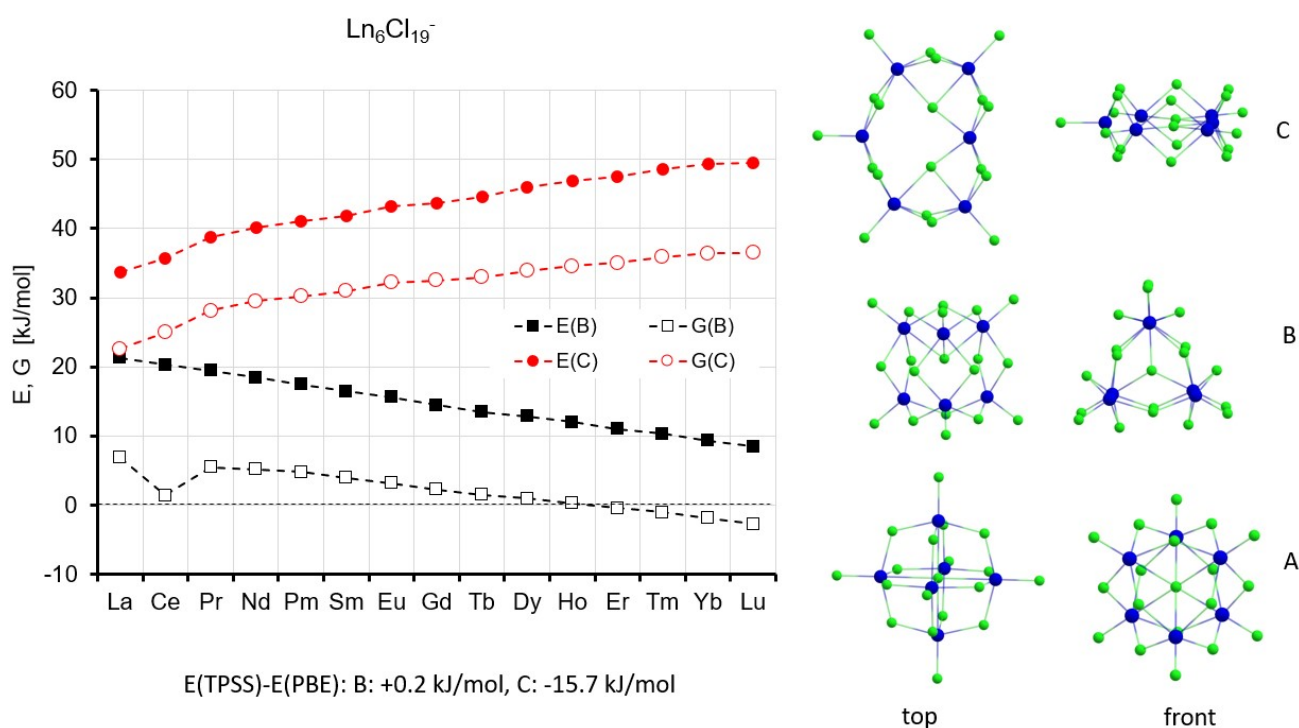 Ln6Cl19-
60
50
40
30
20
10
0
-10
E, G [kJ/mol]
E(B) G(B)
E(C) G(C)
La Ce Pr Nd Pm Sm Eu Gd Tb Dy Ho Er Tm Yb Lu
E(TPSS)-E(PBE): B: +0.2 kJ/mol, C: -15.7 kJ/mol
C
B
A
top front